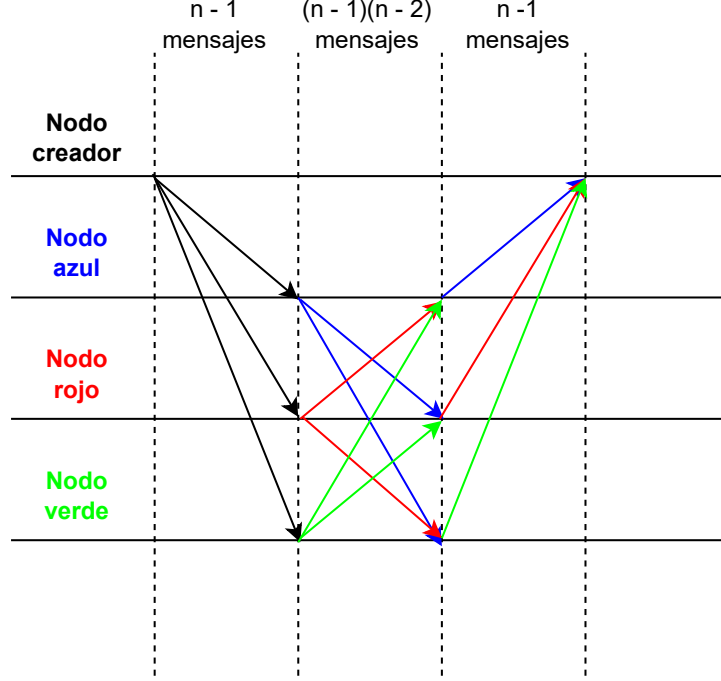 n - 1
mensajes
(n - 1)(n - 2)
mensajes
n -1
mensajes
Nodo
creador
Nodo
azul
Nodo
rojo
Nodo
verde